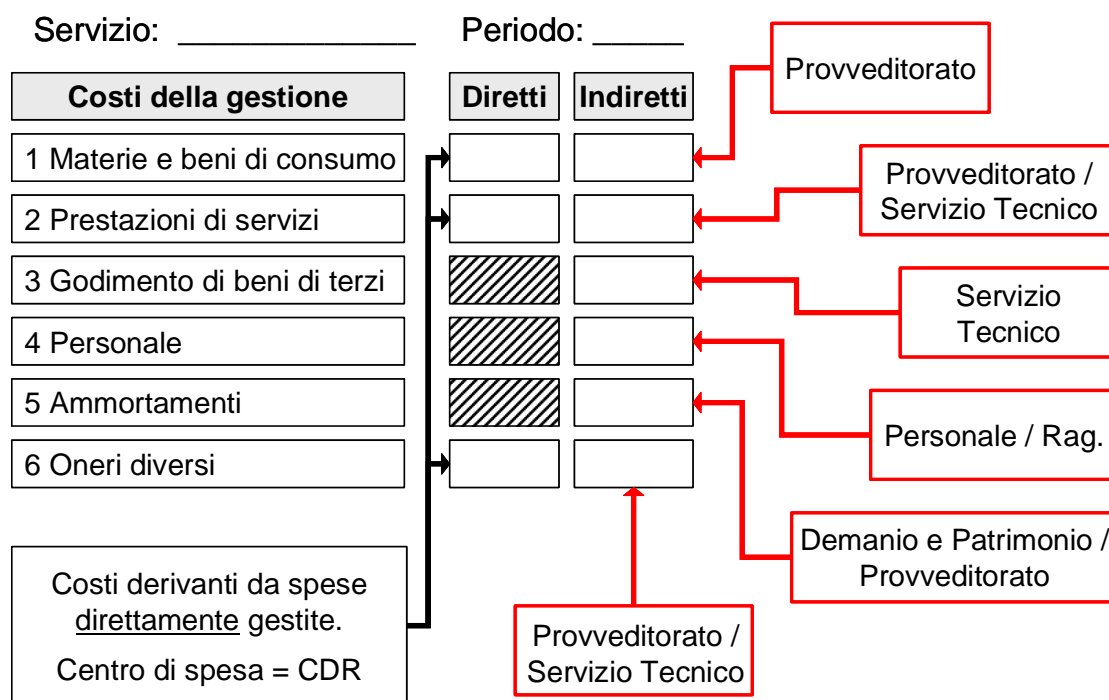 Servizio: _____________ Periodo: _____
Costi della gestione
Diretti
Indiretti
1 Materie e beni di consumo
2 Prestazioni di servizi
3 Godimento di beni di terzi
4 Personale
5 Ammortamenti
6 Oneri diversi
Provveditorato
Provveditorato /
Servizio Tecnico
Servizio
Tecnico
Personale / Rag.
Demanio e Patrimonio /
Provveditorato
Costi derivanti da spese
direttamente gestite.
Centro di spesa = CDR
Provveditorato /
Servizio Tecnico